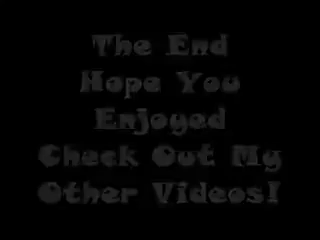 The End
Hope You
Enjoyed
Check Out My
Other Videos!